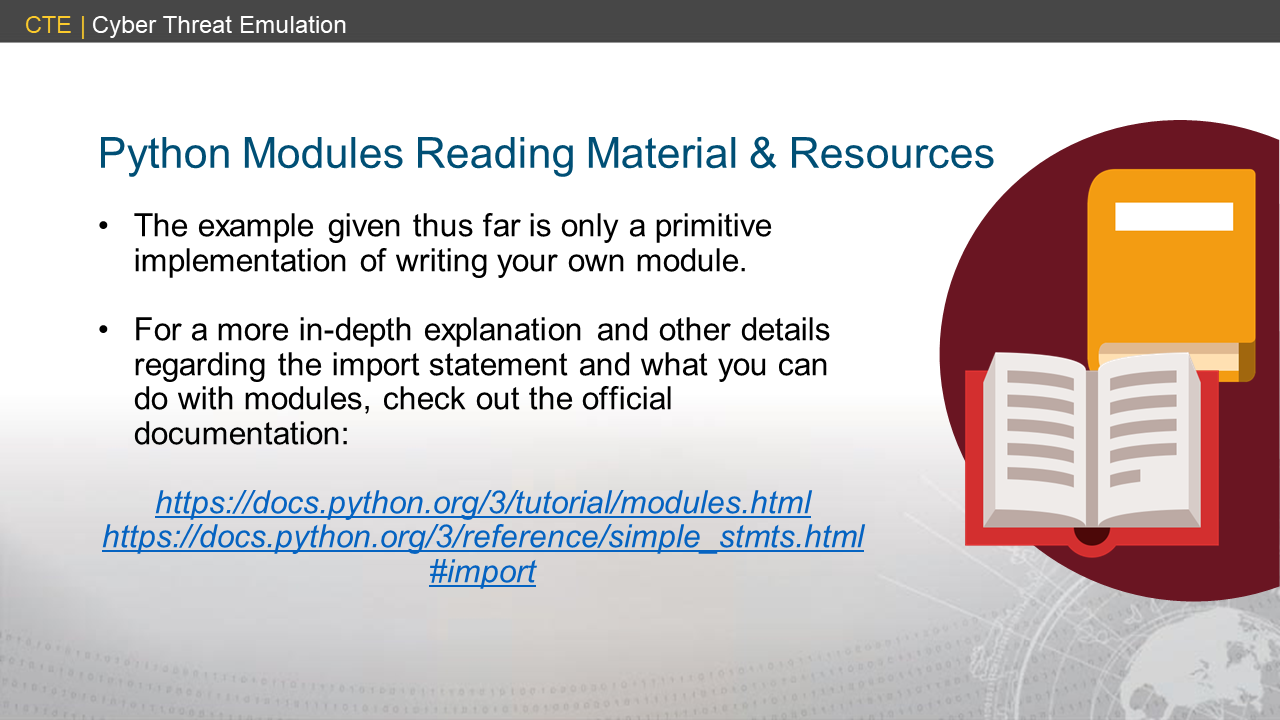 CTE | Cyber Threat Emulation
Python Modules Reading Material & Resources
• The example given thus far is only a primitive
implementation of writing your own module.
• For a more in-depth explanation and other details
regarding the import statement and what you can
do with modules, check out the official
documentation:
https://docs.python.org/3/tutorial/modules.html
https://docs.python.org/3/reference/simple_stmts.html
#import